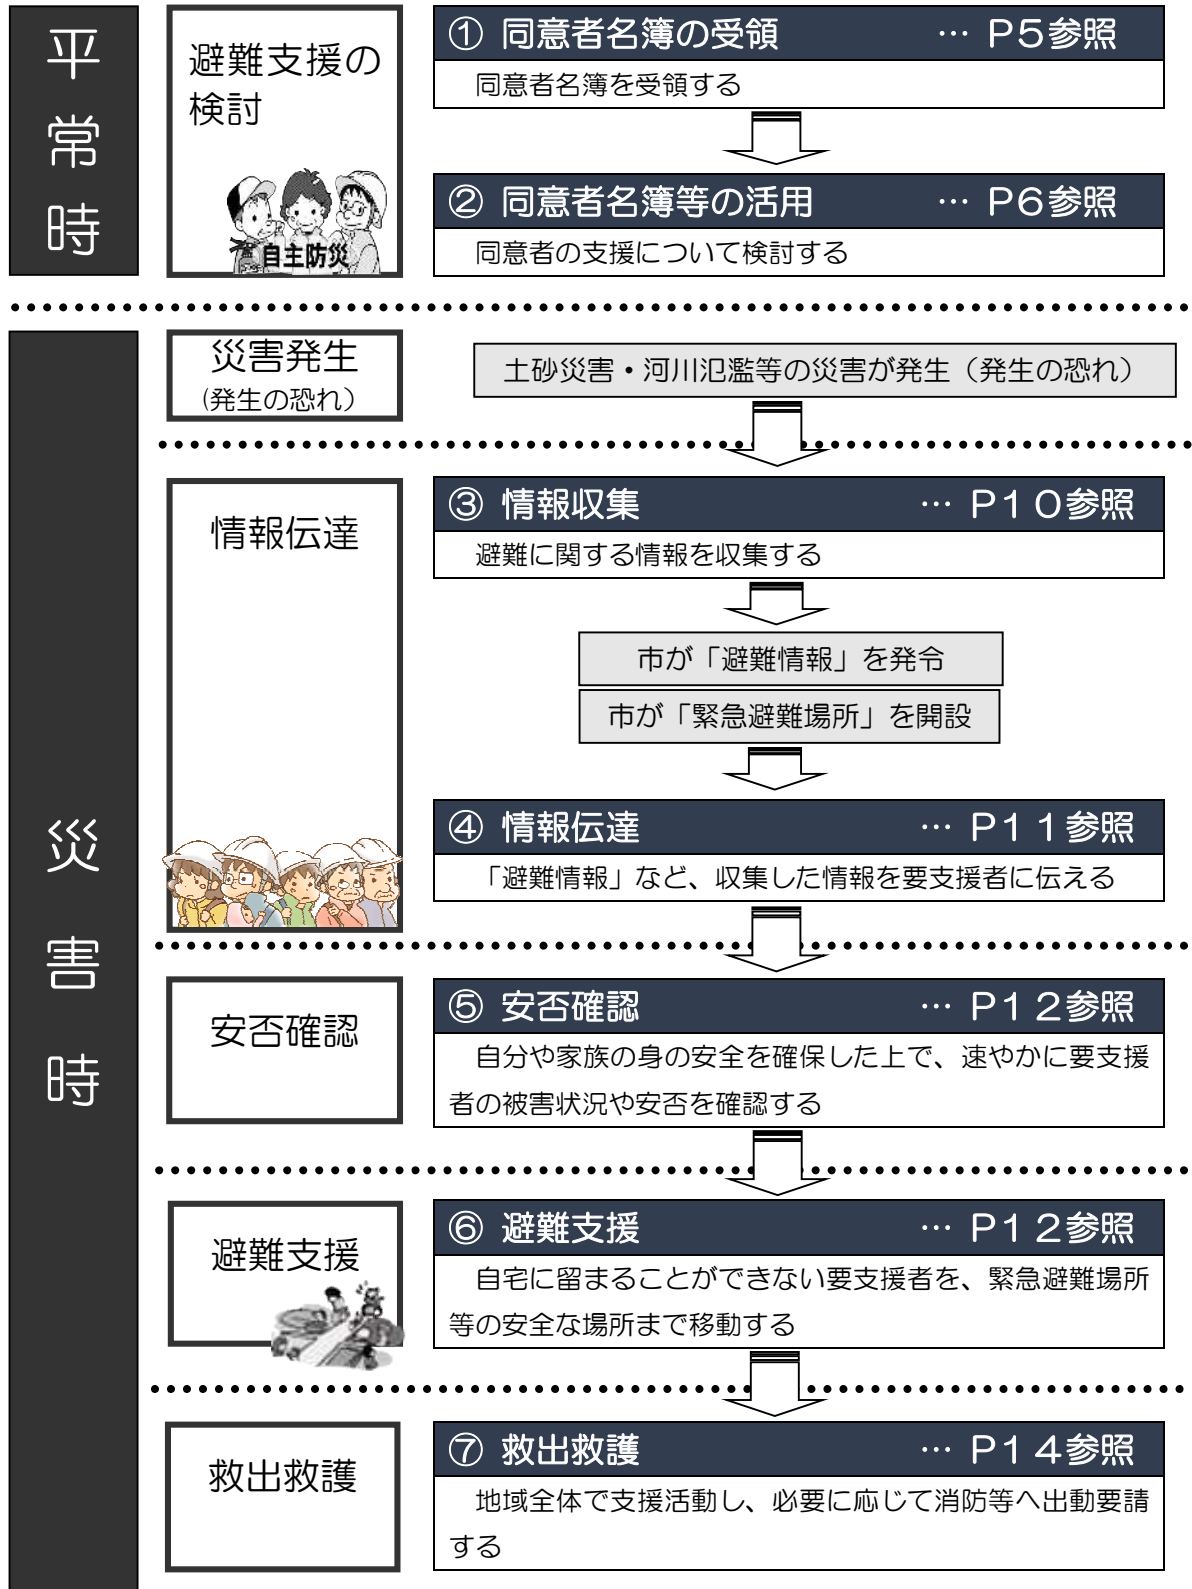 平常時
避難支援の
検討
自主防災
① 同意者名簿の受領 … P5参照
同意者名簿を受領する
② 同意者名簿等の活用 … P6参照
同意者の支援について検討する
災害時
災害発生
(発生の恐れ)
土砂災害・河川氾濫等の災害が発生（発生の恐れ）
情報伝達
③ 情報収集 … P10参照
避難に関する情報を収集する
市が「避難情報」を発令
市が「緊急避難場所」を開設
④ 情報伝達 … P11参照
「避難情報」など、収集した情報を要支援者に伝える
安否確認
⑤ 安否確認 … P12参照
自分や家族の身の安全を確保した上で、速やかに要支援
者の被害状況や安否を確認する
避難支援
⑥ 避難支援 … P12参照
自宅に留まることができない要支援者を、緊急避難場所
等の安全な場所まで移動する
救出救護
⑦ 救出救護 … P14参照
地域全体で支援活動し、必要に応じて消防等へ出動要請
する